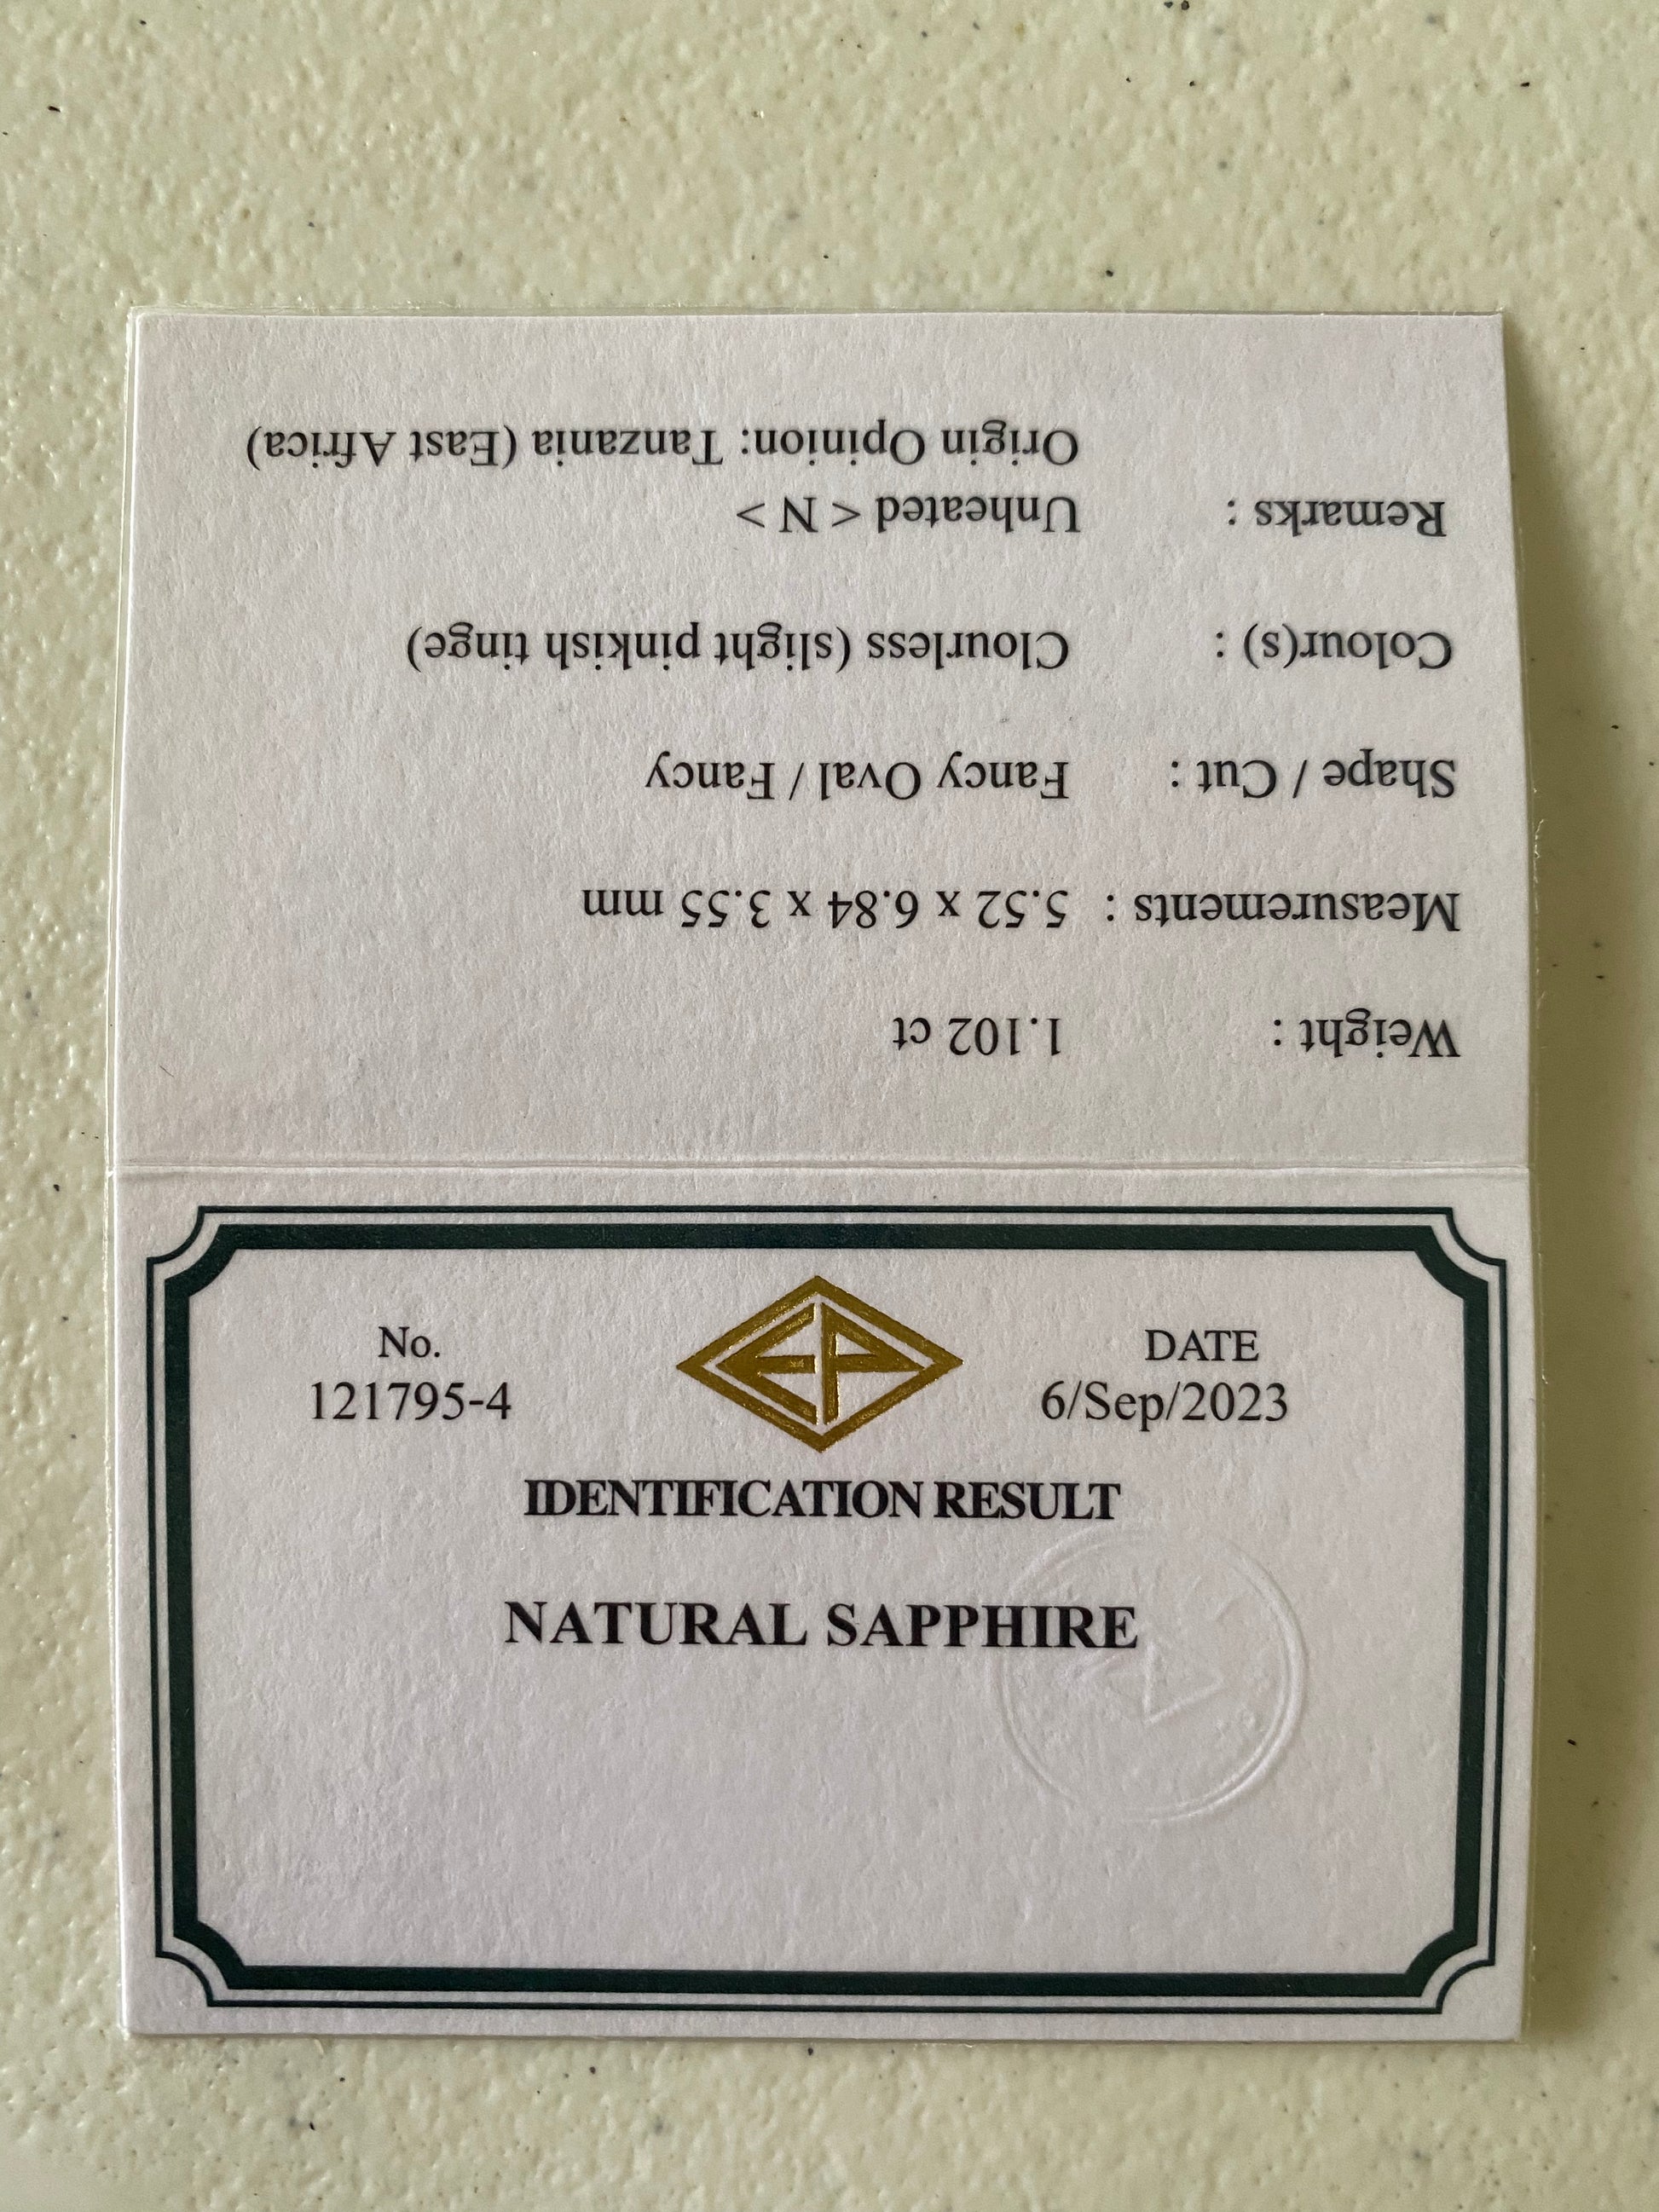 Weight : 1.102 ct
Measurements : 5.52 x 6.84 x 3.55 mm
Shape / Cut : Fancy Oval / Fancy
Colour(s) : Clourless (slight pinkish tinge)
Remarks : Unheated < N >
Origin Opinion: Tanzania (East Africa)
No.
121795-4
EP
DATE
6/Sep/2023
IDENTIFICATION RESULT
NATURAL SAPPHIRE